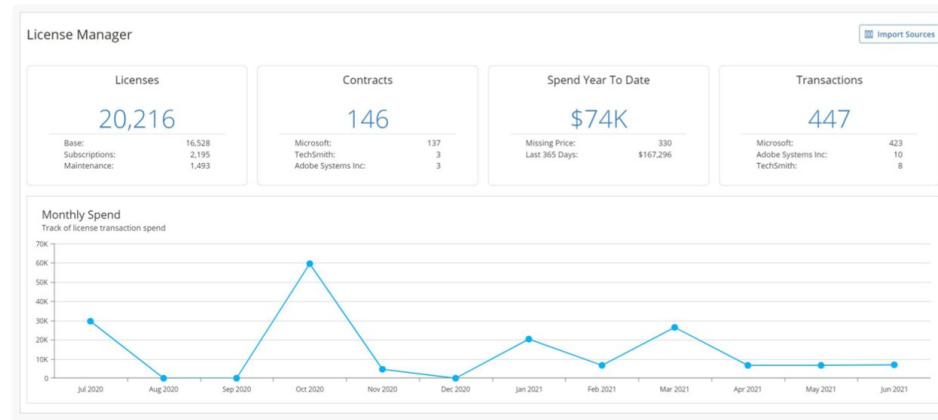 License Manager
Import Sources
Licenses
20,216
Base: 16,528
Subscriptions: 2,195
Maintenance: 1,493
Contracts
146
Microsoft: 137
TechSmith: 3
Adobe Systems Inc: 3
Spend Year To Date
$74K
Missing Price: 330
Last 365 Days: $167,296
Transactions
447
Microsoft: 423
Adobe Systems Inc: 10
TechSmith: 8
Monthly Spend
Track of license transaction spend
70K
60K
50K
40K
30K
20K
10K
0
Jul 2020 Aug 2020 Sep 2020 Oct 2020 Nov 2020 Dec 2020 Jan 2021 Feb 2021 Mar 2021 Apr 2021 May 2021 Jun 2021